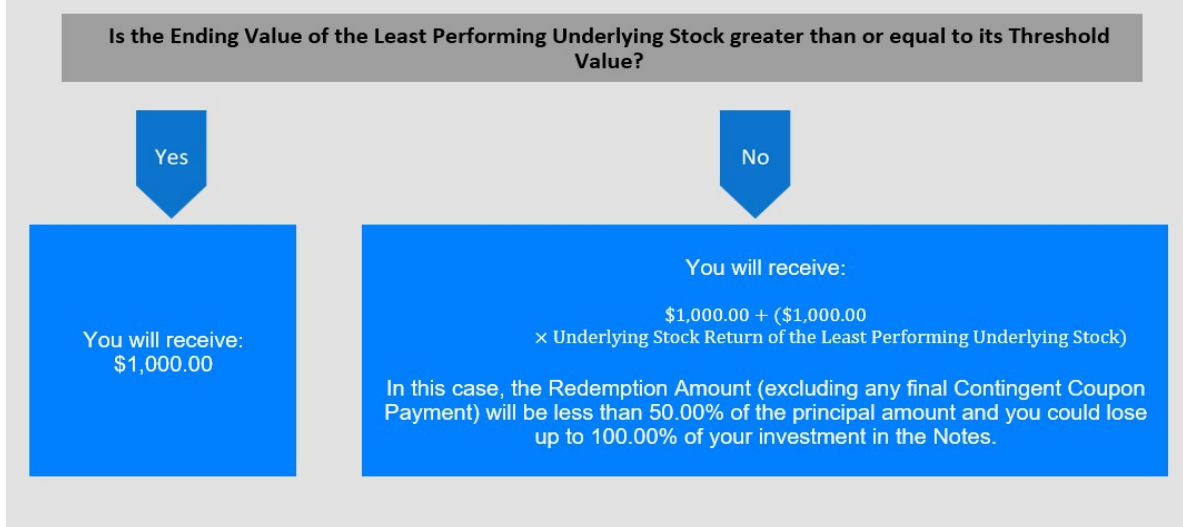 Is the Ending Value of the Least Performing Underlying Stock greater than or equal to its Threshold
Value?
Yes
No
You will receive:
$1,000.00
You will receive:
$1,000.00 + ($1,000.00
× Underlying Stock Return of the Least Performing Underlying Stock)
In this case, the Redemption Amount (excluding any final Contingent Coupon
Payment) will be less than 50.00% of the principal amount and you could lose
up to 100.00% of your investment in the Notes.